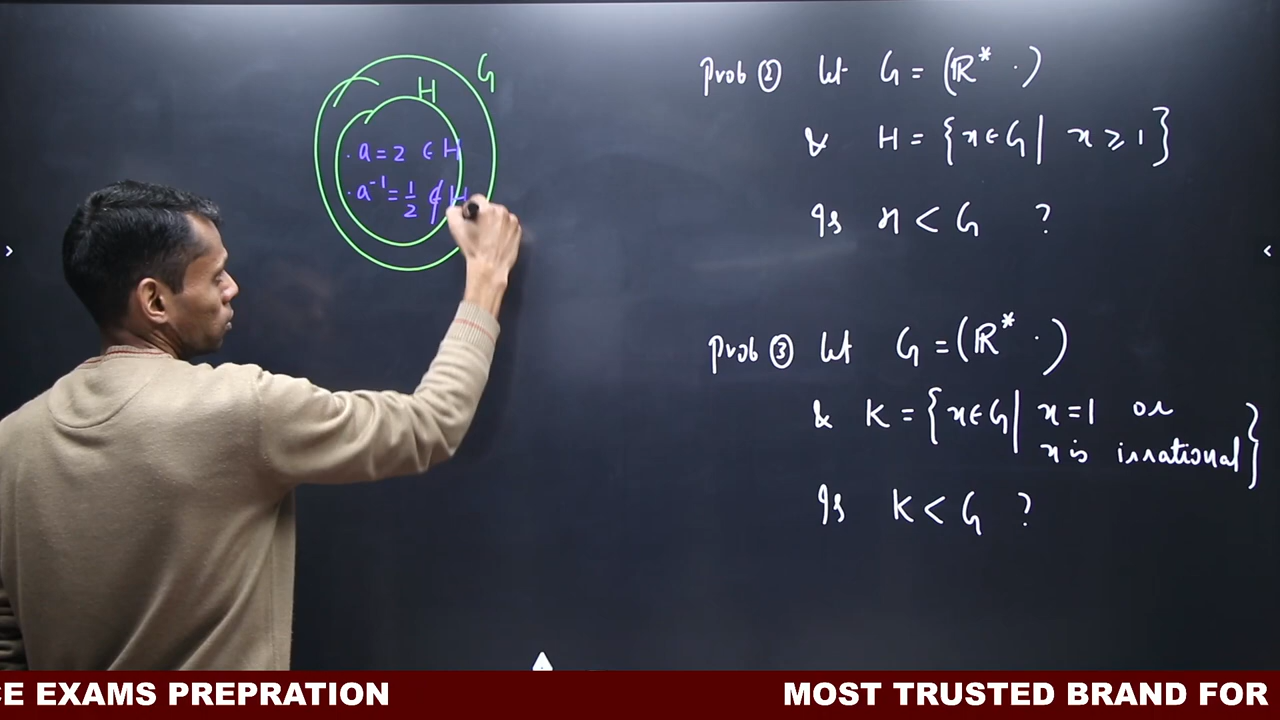 G
H
. a = 2 ∈ H
. a⁻¹ = 1/2 ∉ H
Prob ② Let G = (ℝ* ·)
& H = {x ∈ G | x ⩾ 1}
Is H < G ?
Prob ③ Let G = (ℝ* ·)
& K = {x ∈ G | x = 1 or
x is irrational}
Is K < G ?
CE EXAMS PREPRATION MOST TRUSTED BRAND FOR